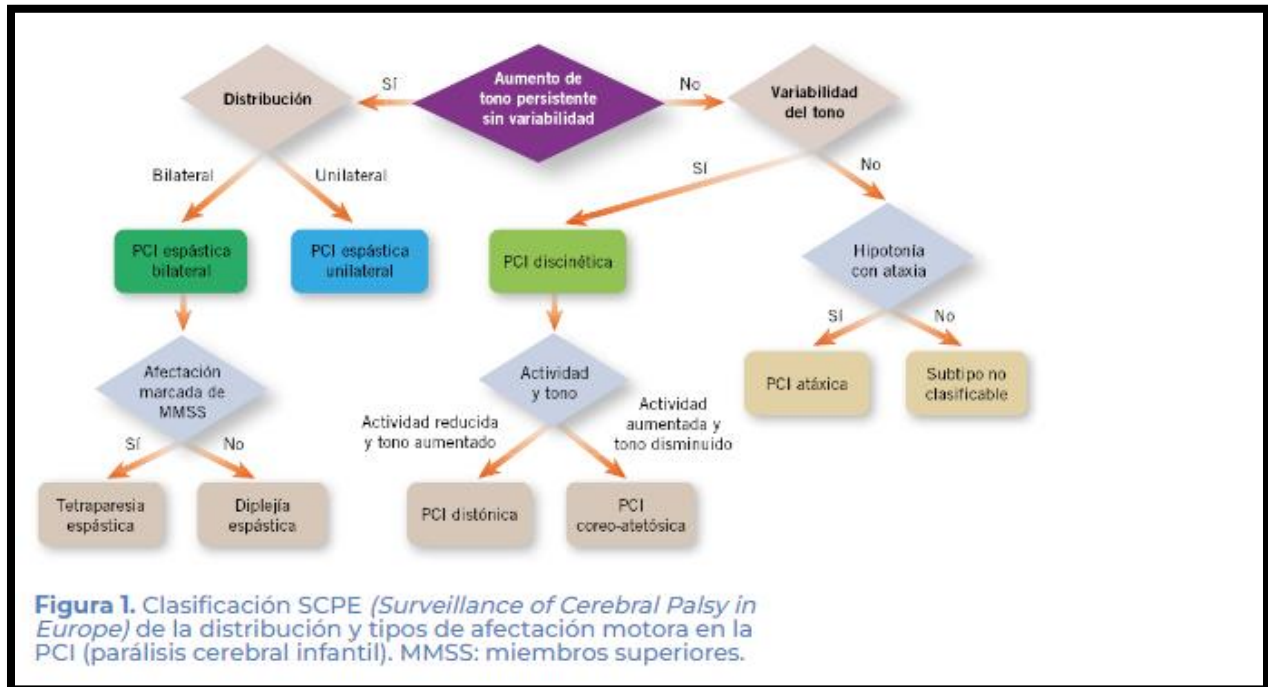 Aumento de
tono persistente
sin variabilidad
Sí
No
Distribución
Variabilidad
del tono
Bilateral
Unilateral
Sí
No
PCI espástica
bilateral
PCI espástica
unilateral
PCI discinética
Hipotonía
con ataxia
Sí
No
Afectación
marcada de
MMSS
Actividad
y tono
PCI atáxica
Subtipo no
clasificable
Sí
No
Actividad reducida
y tono aumentado
Actividad
aumentada y
tono disminuido
Tetraparesia
espástica
Diplejía
espástica
PCI distónica
PCI
coreo-atetósica
Figura 1. Clasificación SCPE (Surveillance of Cerebral Palsy in
Europe) de la distribución y tipos de afectación motora en la
PCI (parálisis cerebral infantil). MMSS: miembros superiores.